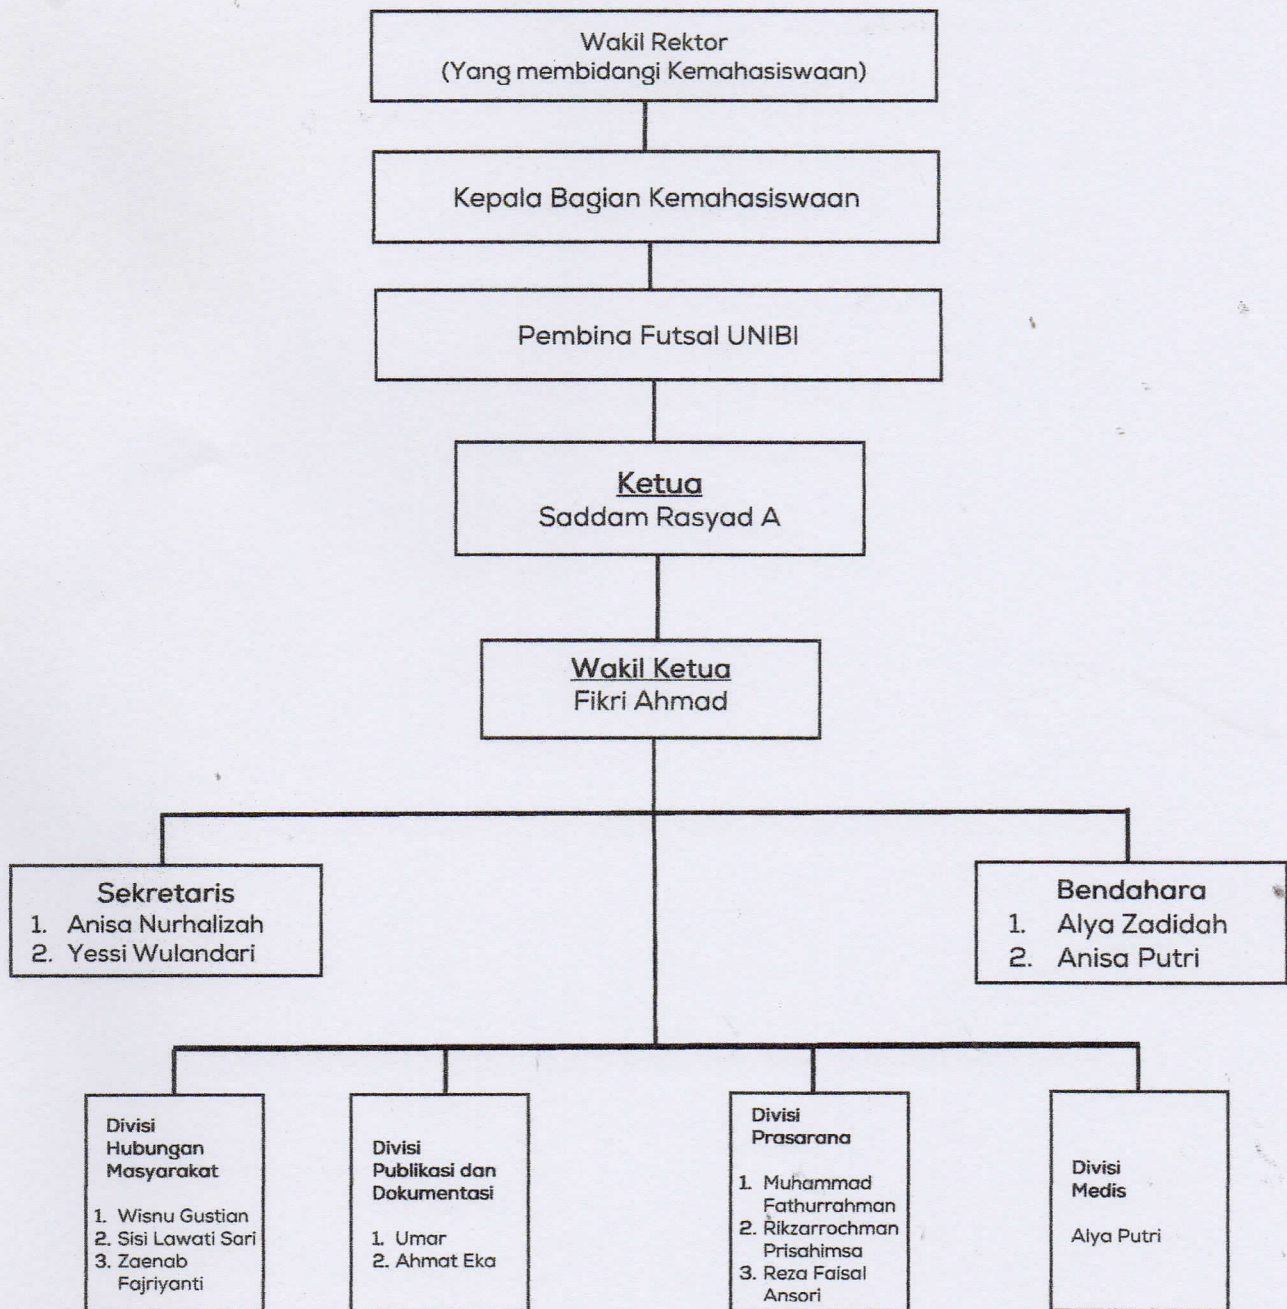 Wakil Rektor
(Yang membidangi Kemahasiswaan)
Kepala Bagian Kemahasiswaan
Pembina Futsal UNIBI
Ketua
Saddam Rasyad A
Wakil Ketua
Fikri Ahmad
Sekretaris
1. Anisa Nurhalizah
2. Yessi Wulandari
Bendahara
1. Alya Zadidah
2. Anisa Putri
Divisi
Hubungan
Masyarakat
1. Wisnu Gustian
2. Sisi Lawati Sari
3. Zaenab
Fajriyanti
Divisi
Publikasi dan
Dokumentasi
1. Umar
2. Ahmat Eka
Divisi
Prasarana
1. Muhammad
Fathurrahman
2. Rikzarrochman
Prisahimsa
3. Reza Faisal
Ansori
Divisi
Medis
Alya Putri